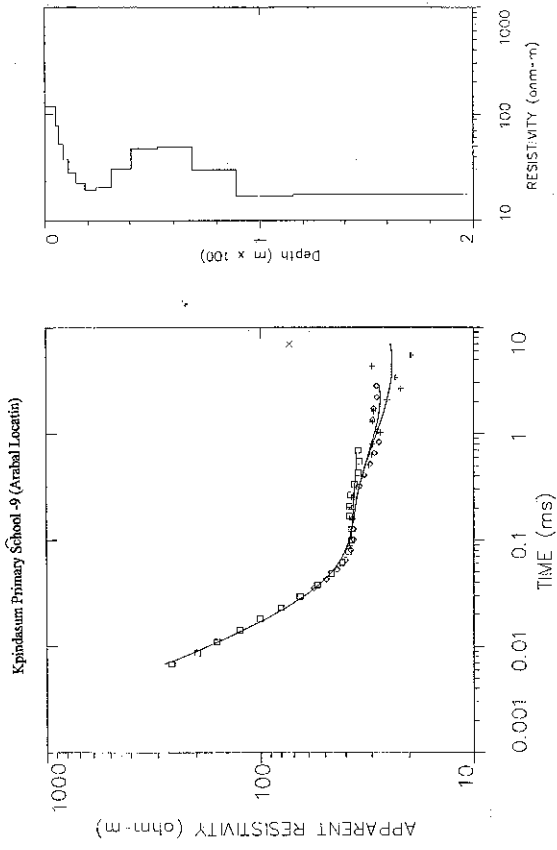 Kpindasum Primary School -9 (Arabal Locatin)
APPARENT RESISTIVITY (ohm-m)
1000
100
10
0.001
0.01
0.1
1
10
TIME (ms)
Depth (m x 100)
0
1
2
10
100
1000
RESISTIVITY (ohm-m)